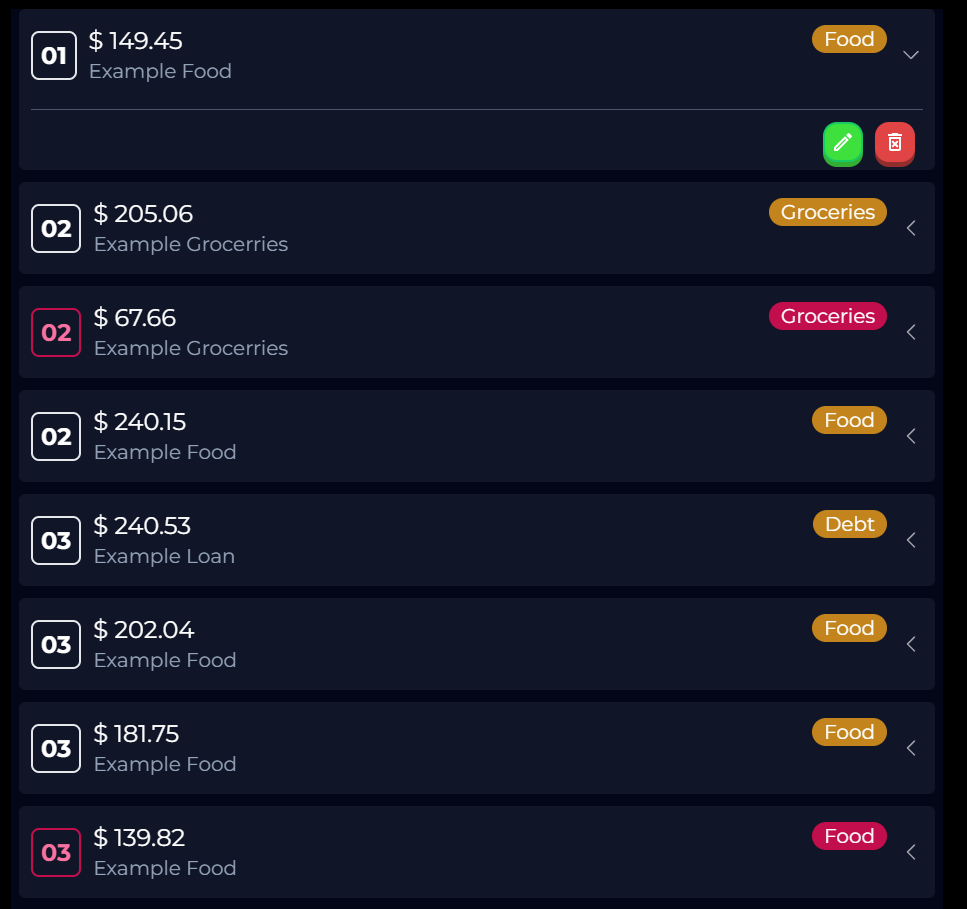 01
$ 149.45
Food
Example Food
02
$ 205.06
Groceries
Example Grocerries
02
$ 67.66
Groceries
Example Grocerries
02
$ 240.15
Food
Example Food
03
$ 240.53
Debt
Example Loan
03
$ 202.04
Food
Example Food
03
$ 181.75
Food
Example Food
03
$ 139.82
Food
Example Food